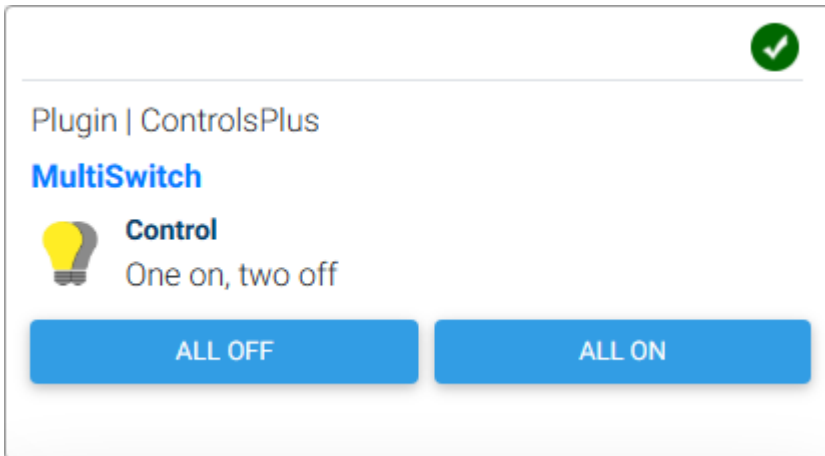 Plugin | ControlsPlus
MultiSwitch
Control
One on, two off
ALL OFF
ALL ON